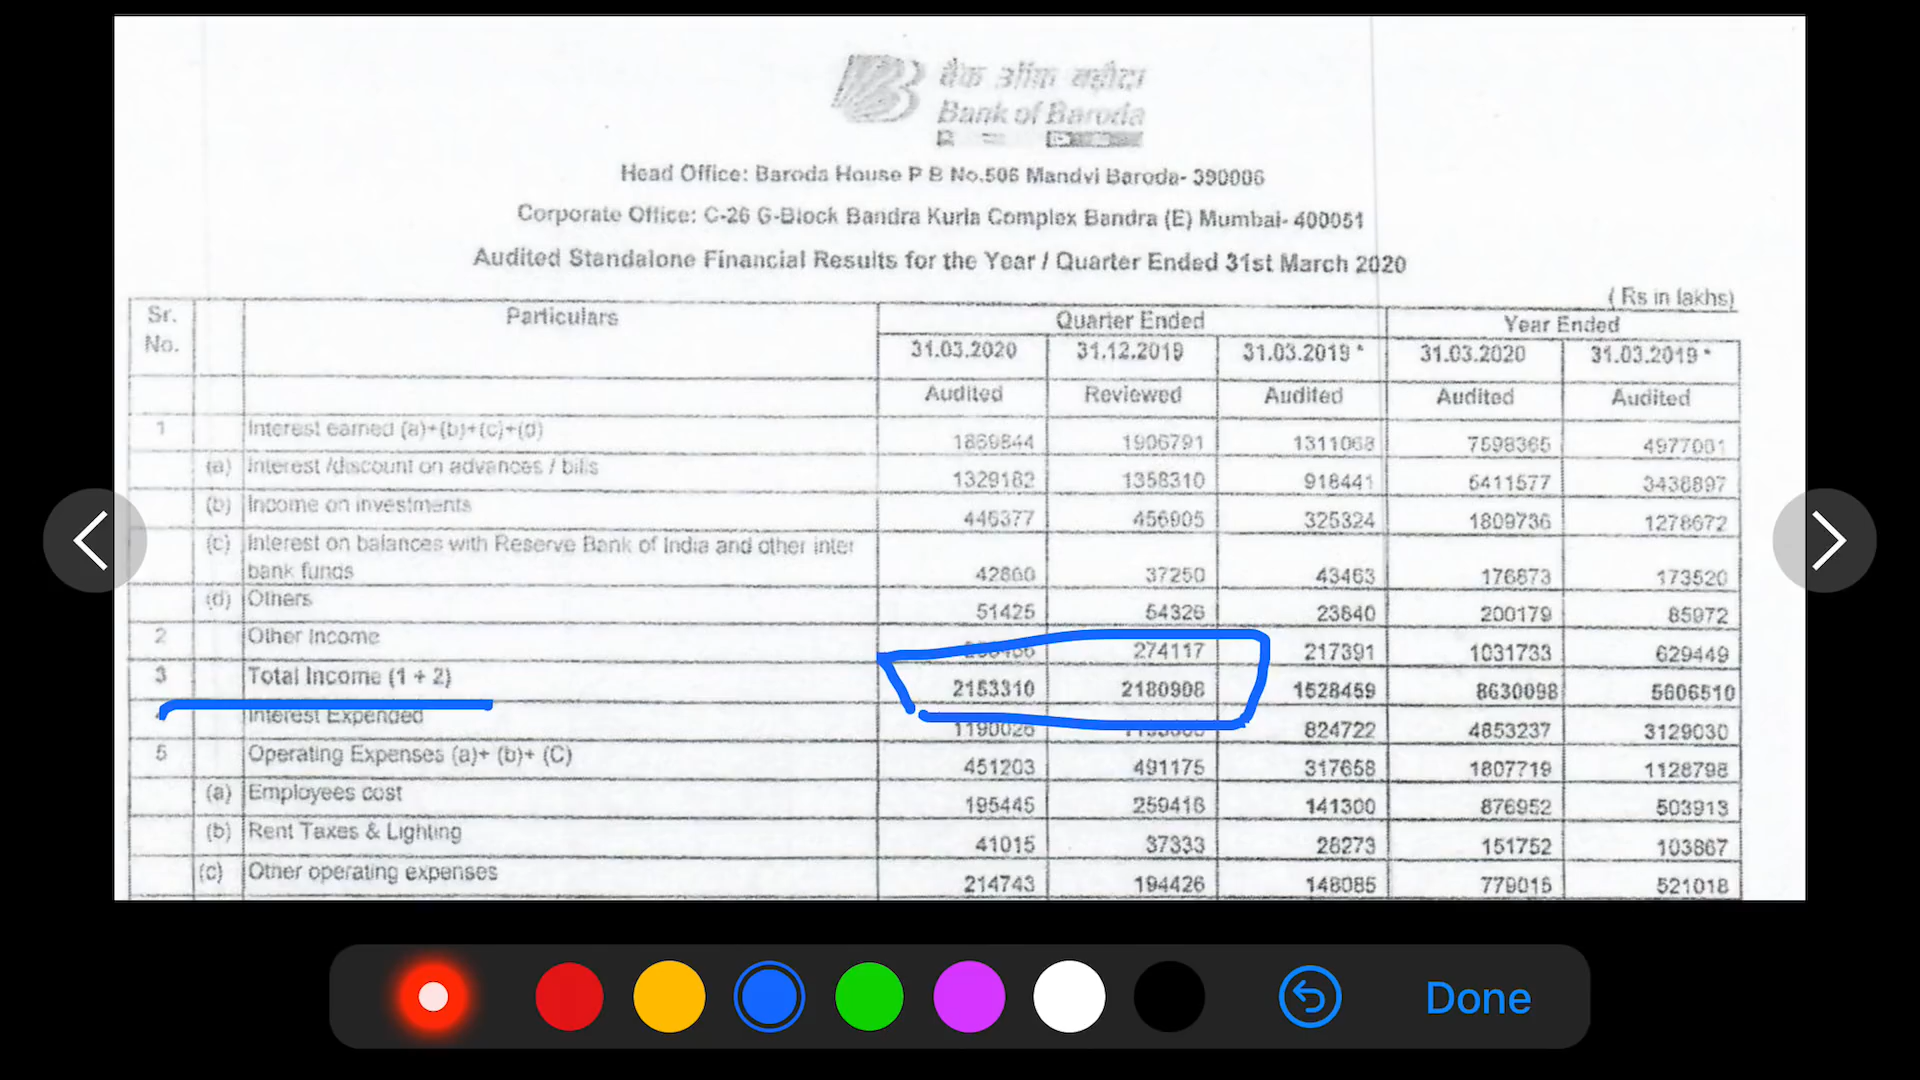 बैंक ऑफ़ बड़ौदा
Bank of Baroda
Head Office: Baroda House P B No.506 Mandvi Baroda- 390006
Corporate Office: C-26 G-Block Bandra Kurla Complex Bandra (E) Mumbai- 400051
Audited Standalone Financial Results for the Year / Quarter Ended 31st March 2020
( Rs in lakhs)
Sr. No. Particulars Quarter Ended Year Ended
31.03.2020 31.12.2019 31.03.2019 * 31.03.2020 31.03.2019 *
Audited Reviewed Audited Audited Audited
1 Interest earned (a)+(b)+(c)+(d) 1869844 1906791 1311068 7598365 4977061
(a) Interest /discount on advances / bills 1329182 1358310 918441 5411577 3438897
(b) Income on investments 445377 456905 325324 1809736 1278672
(c) Interest on balances with Reserve Bank of India and other inter
bank funds 42860 37250 43463 176873 173520
(d) Others 51425 54326 23840 200179 85972
2 Other Income 274117 217391 1031733 629449
3 Total Income (1 + 2) 2153310 2180908 1528459 8630098 5606510
Interest Expended 1190026 824722 4853237 3129030
5 Operating Expenses (a)+ (b)+ (C) 451203 491175 317658 1807719 1128798
(a) Employees cost 195445 259416 141300 876952 503913
(b) Rent Taxes & Lighting 41015 37333 28273 151752 103867
(c) Other operating expenses 214743 194426 148085 779015 521018
Done